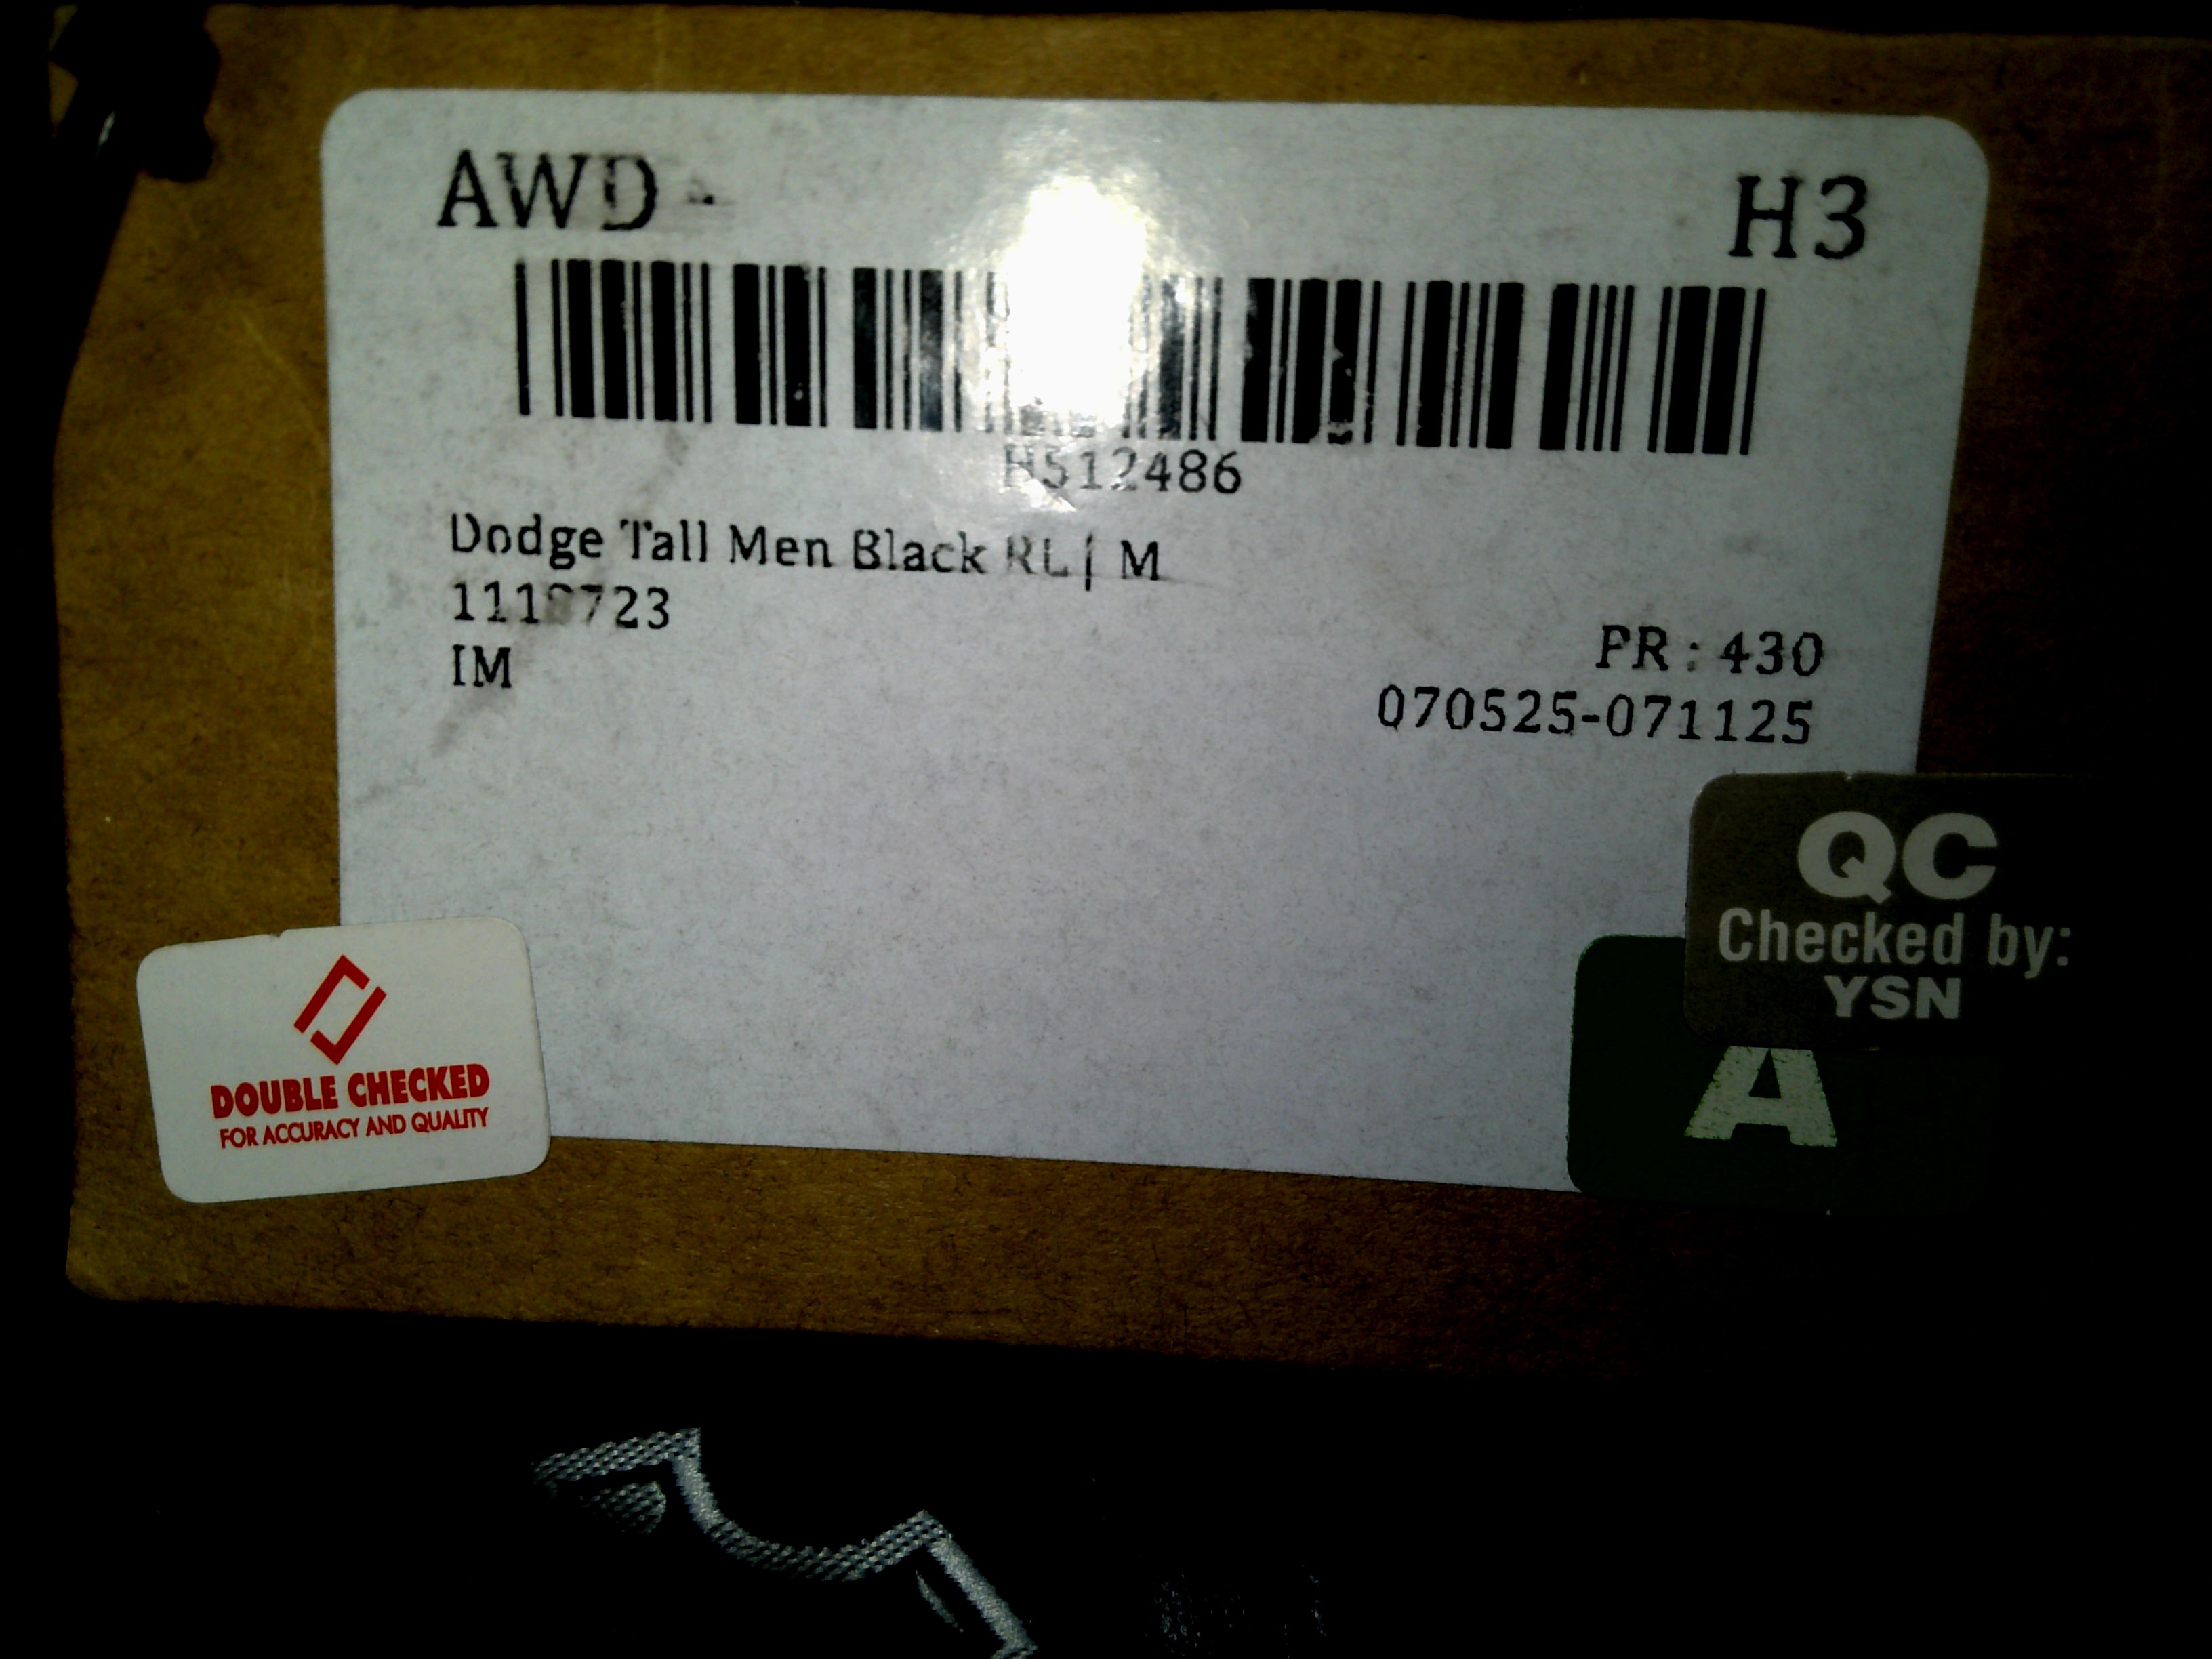 AWD - H3
H512486
Dodge Tall Men Black RL | M
IM
PR : 430
070525-071125
QC
Checked by:
YSN
A
DOUBLE CHECKED
FOR ACCURACY AND QUALITY